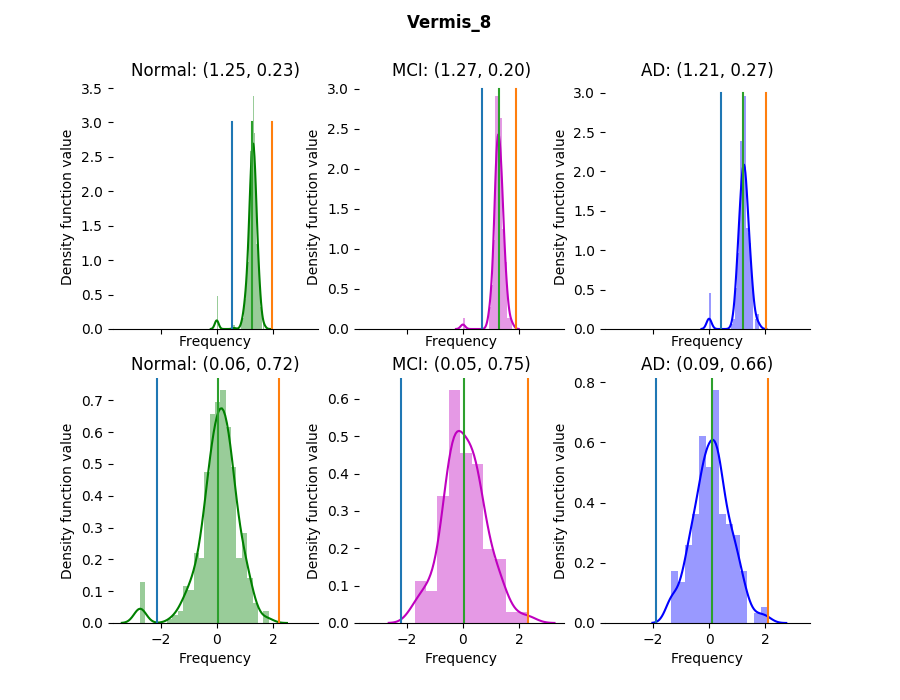 Vermis_8
Normal: (1.25, 0.23)
MCI: (1.27, 0.20)
AD: (1.21, 0.27)
Density function value
3.5
3.0
2.5
2.0
1.5
1.0
0.5
0.0
Frequency
Density function value
3.0
2.5
2.0
1.5
1.0
0.5
0.0
Frequency
Density function value
3.0
2.5
2.0
1.5
1.0
0.5
0.0
Frequency
Normal: (0.06, 0.72)
MCI: (0.05, 0.75)
AD: (0.09, 0.66)
Density function value
0.7
0.6
0.5
0.4
0.3
0.2
0.1
0.0
−2 0 2
Frequency
Density function value
0.6
0.5
0.4
0.3
0.2
0.1
0.0
−2 0 2
Frequency
Density function value
0.8
0.6
0.4
0.2
0.0
−2 0 2
Frequency